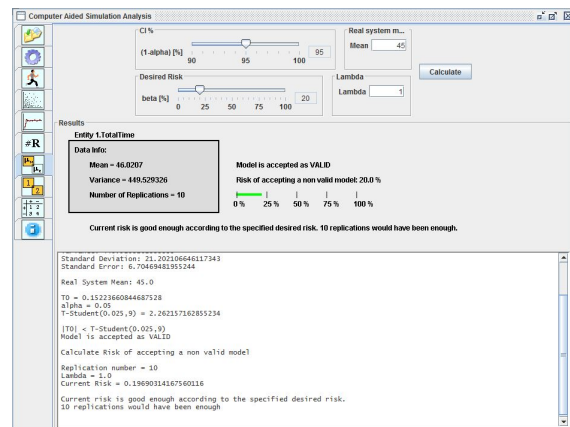 Computer Aided Simulation Analysis
CI %
(1-alpha) [%]
90 95 100
95
Real system m...
Mean 45
Desired Risk
beta [%]
0 25 50 75 100
20
Lambda
Lambda 1
Calculate
#R
1
2
+ 1 2
- 3 4
Results
Entity 1.TotalTime
Data Info:
Mean = 46.0207
Variance = 449.529326
Number of Replications = 10
Model is accepted as VALID
Risk of accepting a non valid model: 20.0 %
0 % 25 % 50 % 75 % 100 %
Current risk is good enough according to the specified desired risk. 10 replications would have been enough.
Standard Deviation: 21.202106646117343
Standard Error: 6.70469481955244
Real System Mean: 45.0
T0 = 0.15223660844687528
alpha = 0.05
T-Student(0.025,9) = 2.262157162855234
|T0| < T-Student(0.025,9)
Model is accepted as VALID
Calculate Risk of accepting a non valid model
Replication number = 10
Lambda = 1.0
Current Risk = 0.19690314167560116
Current risk is good enough according to the specified desired risk.
10 replications would have been enough